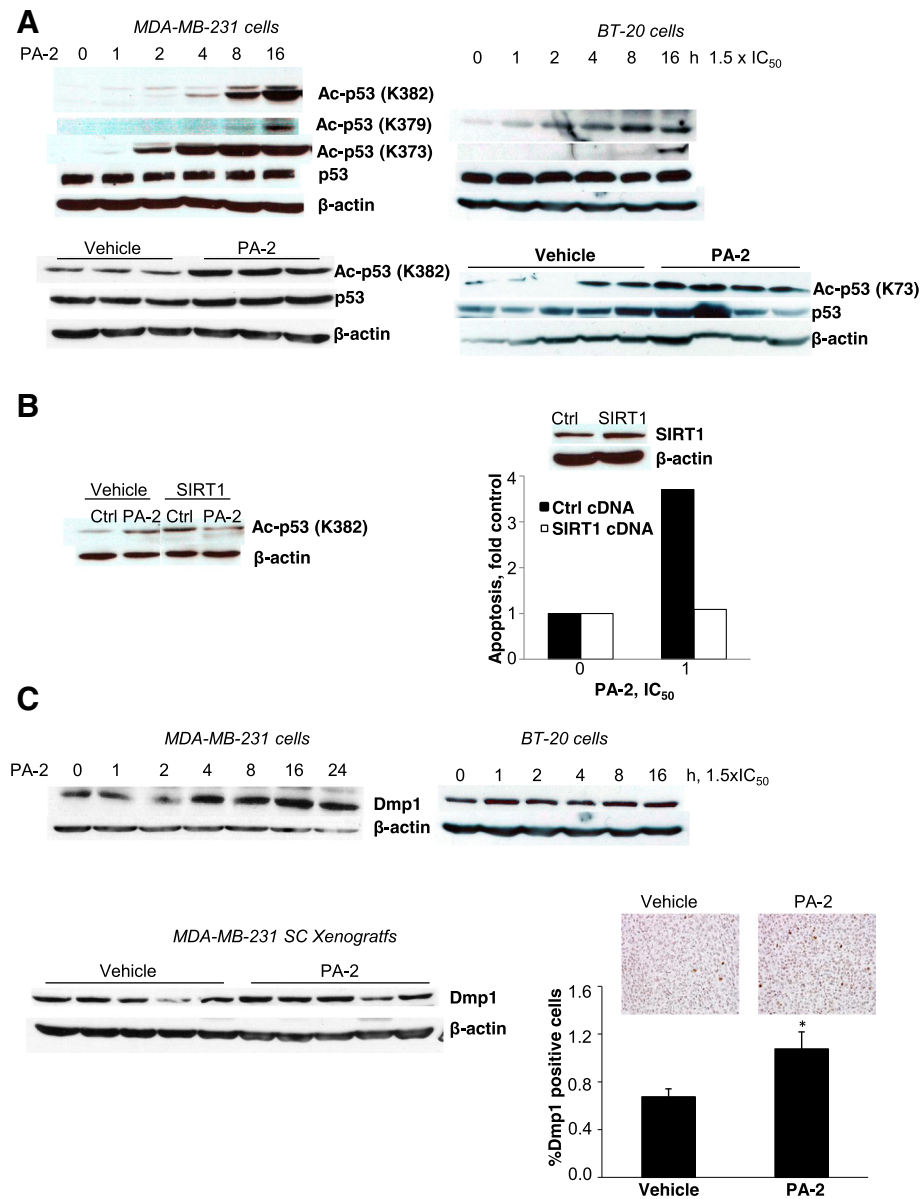 A
MDA-MB-231 cells
PA-2 0 1 2 4 8 16
Ac-p53 (K382)
Ac-p53 (K379)
Ac-p53 (K373)
p53
β-actin
BT-20 cells
0 1 2 4 8 16 h 1.5 x IC50
Vehicle PA-2
Ac-p53 (K382)
p53
β-actin
Vehicle PA-2
Ac-p53 (K73)
p53
β-actin
B
Vehicle SIRT1
Ctrl PA-2 Ctrl PA-2
Ac-p53 (K382)
β-actin
Ctrl SIRT1
SIRT1
β-actin
Apoptosis, fold control
4
3
2
1
0
Ctrl cDNA
SIRT1 cDNA
0 1
PA-2, IC50
C
MDA-MB-231 cells
PA-2 0 1 2 4 8 16 24
Dmp1
β-actin
BT-20 cells
0 1 2 4 8 16 h, 1.5xIC50
MDA-MB-231 SC Xenogratfs
Vehicle PA-2
Dmp1
β-actin
Vehicle PA-2
%Dmp1 positive cells
1.6
1.2
0.8
0.4
0.0
*
Vehicle PA-2